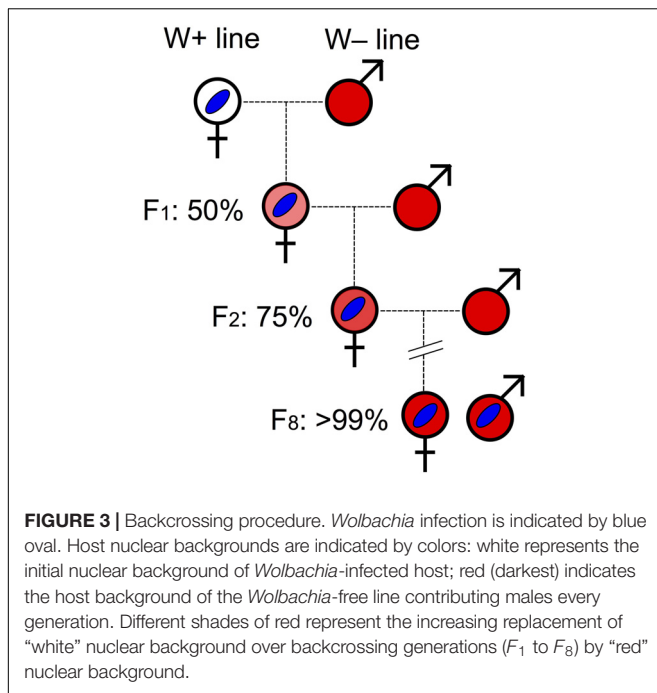 W+ line
W– line
F1: 50%
F2: 75%
F8: >99%
FIGURE 3 | Backcrossing procedure. Wolbachia infection is indicated by blue
oval. Host nuclear backgrounds are indicated by colors: white represents the
initial nuclear background of Wolbachia-infected host; red (darkest) indicates
the host background of the Wolbachia-free line contributing males every
generation. Different shades of red represent the increasing replacement of
“white” nuclear background over backcrossing generations (F1 to F8) by “red”
nuclear background.